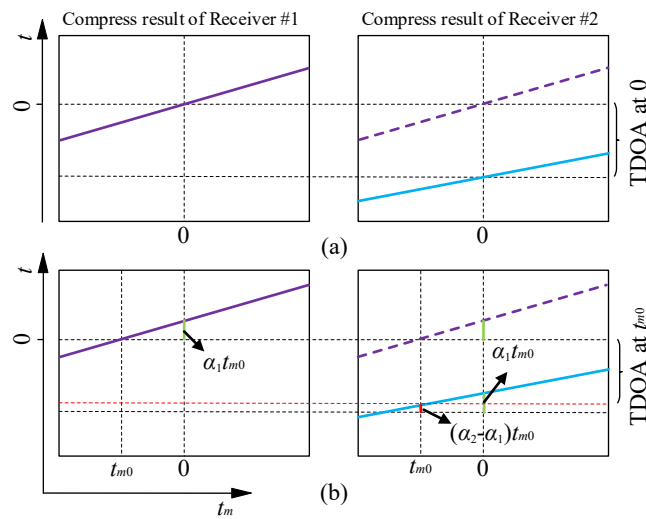 Compress result of Receiver #1
Compress result of Receiver #2
t
0
0
0
TDOA at 0
(a)
0
α₁tₘ₀
α₁tₘ₀
(α₂-α₁)tₘ₀
TDOA at tₘ₀
tₘ₀
0
tₘ₀
0
tₘ
(b)
t